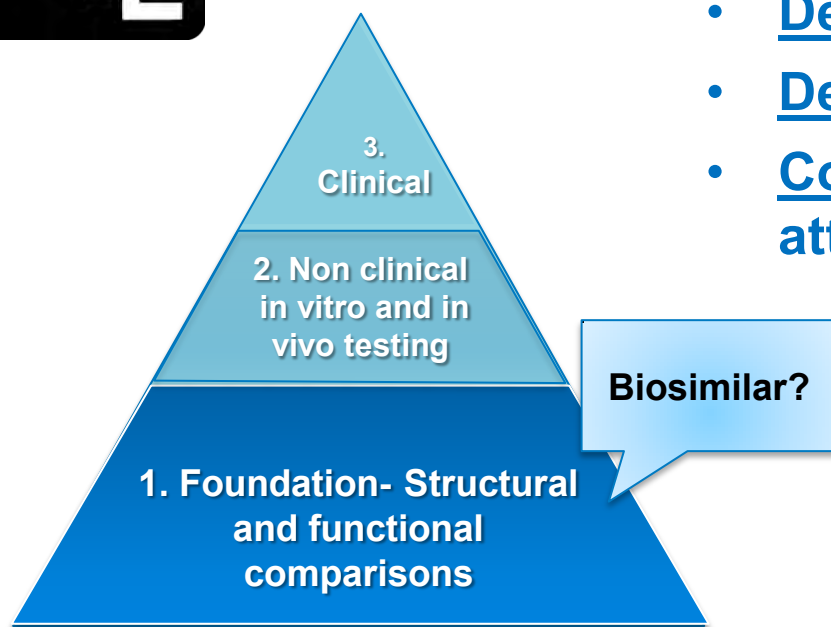 3.
Clinical
2. Non clinical
in vitro and in
vivo testing
Biosimilar?
1. Foundation- Structural
and functional
comparisons